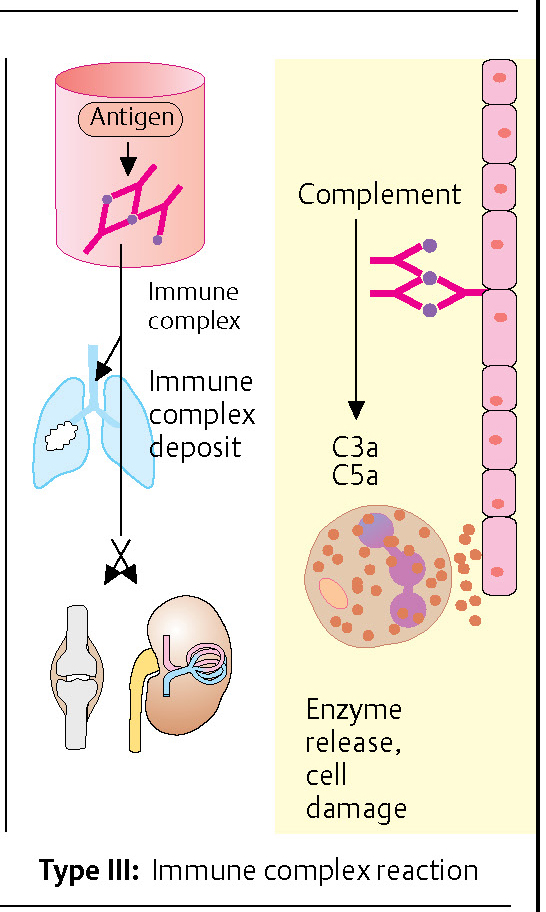 Antigen
Immune
complex
Immune
complex
deposit
Complement
C3a
C5a
Enzyme
release,
cell
damage
Type III: Immune complex reaction